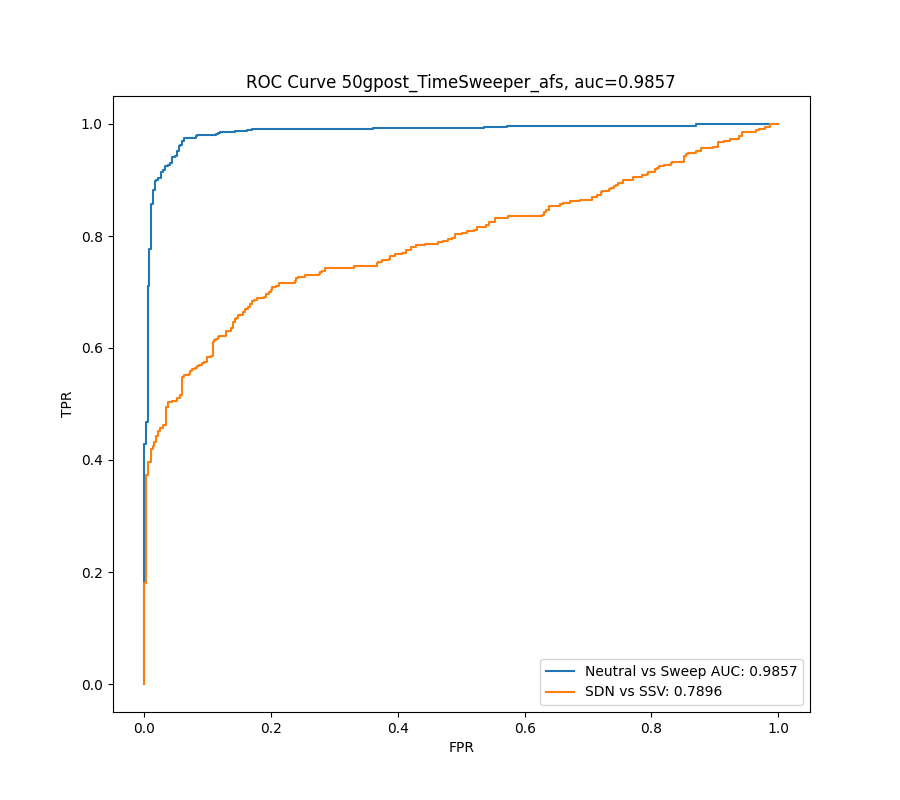 ROC Curve 50gpost_TimeSweeper_afs, auc=0.9857
1.0
0.8
0.6
0.4
0.2
0.0
TPR
0.0 0.2 0.4 0.6 0.8 1.0
FPR
Neutral vs Sweep AUC: 0.9857
SDN vs SSV: 0.7896